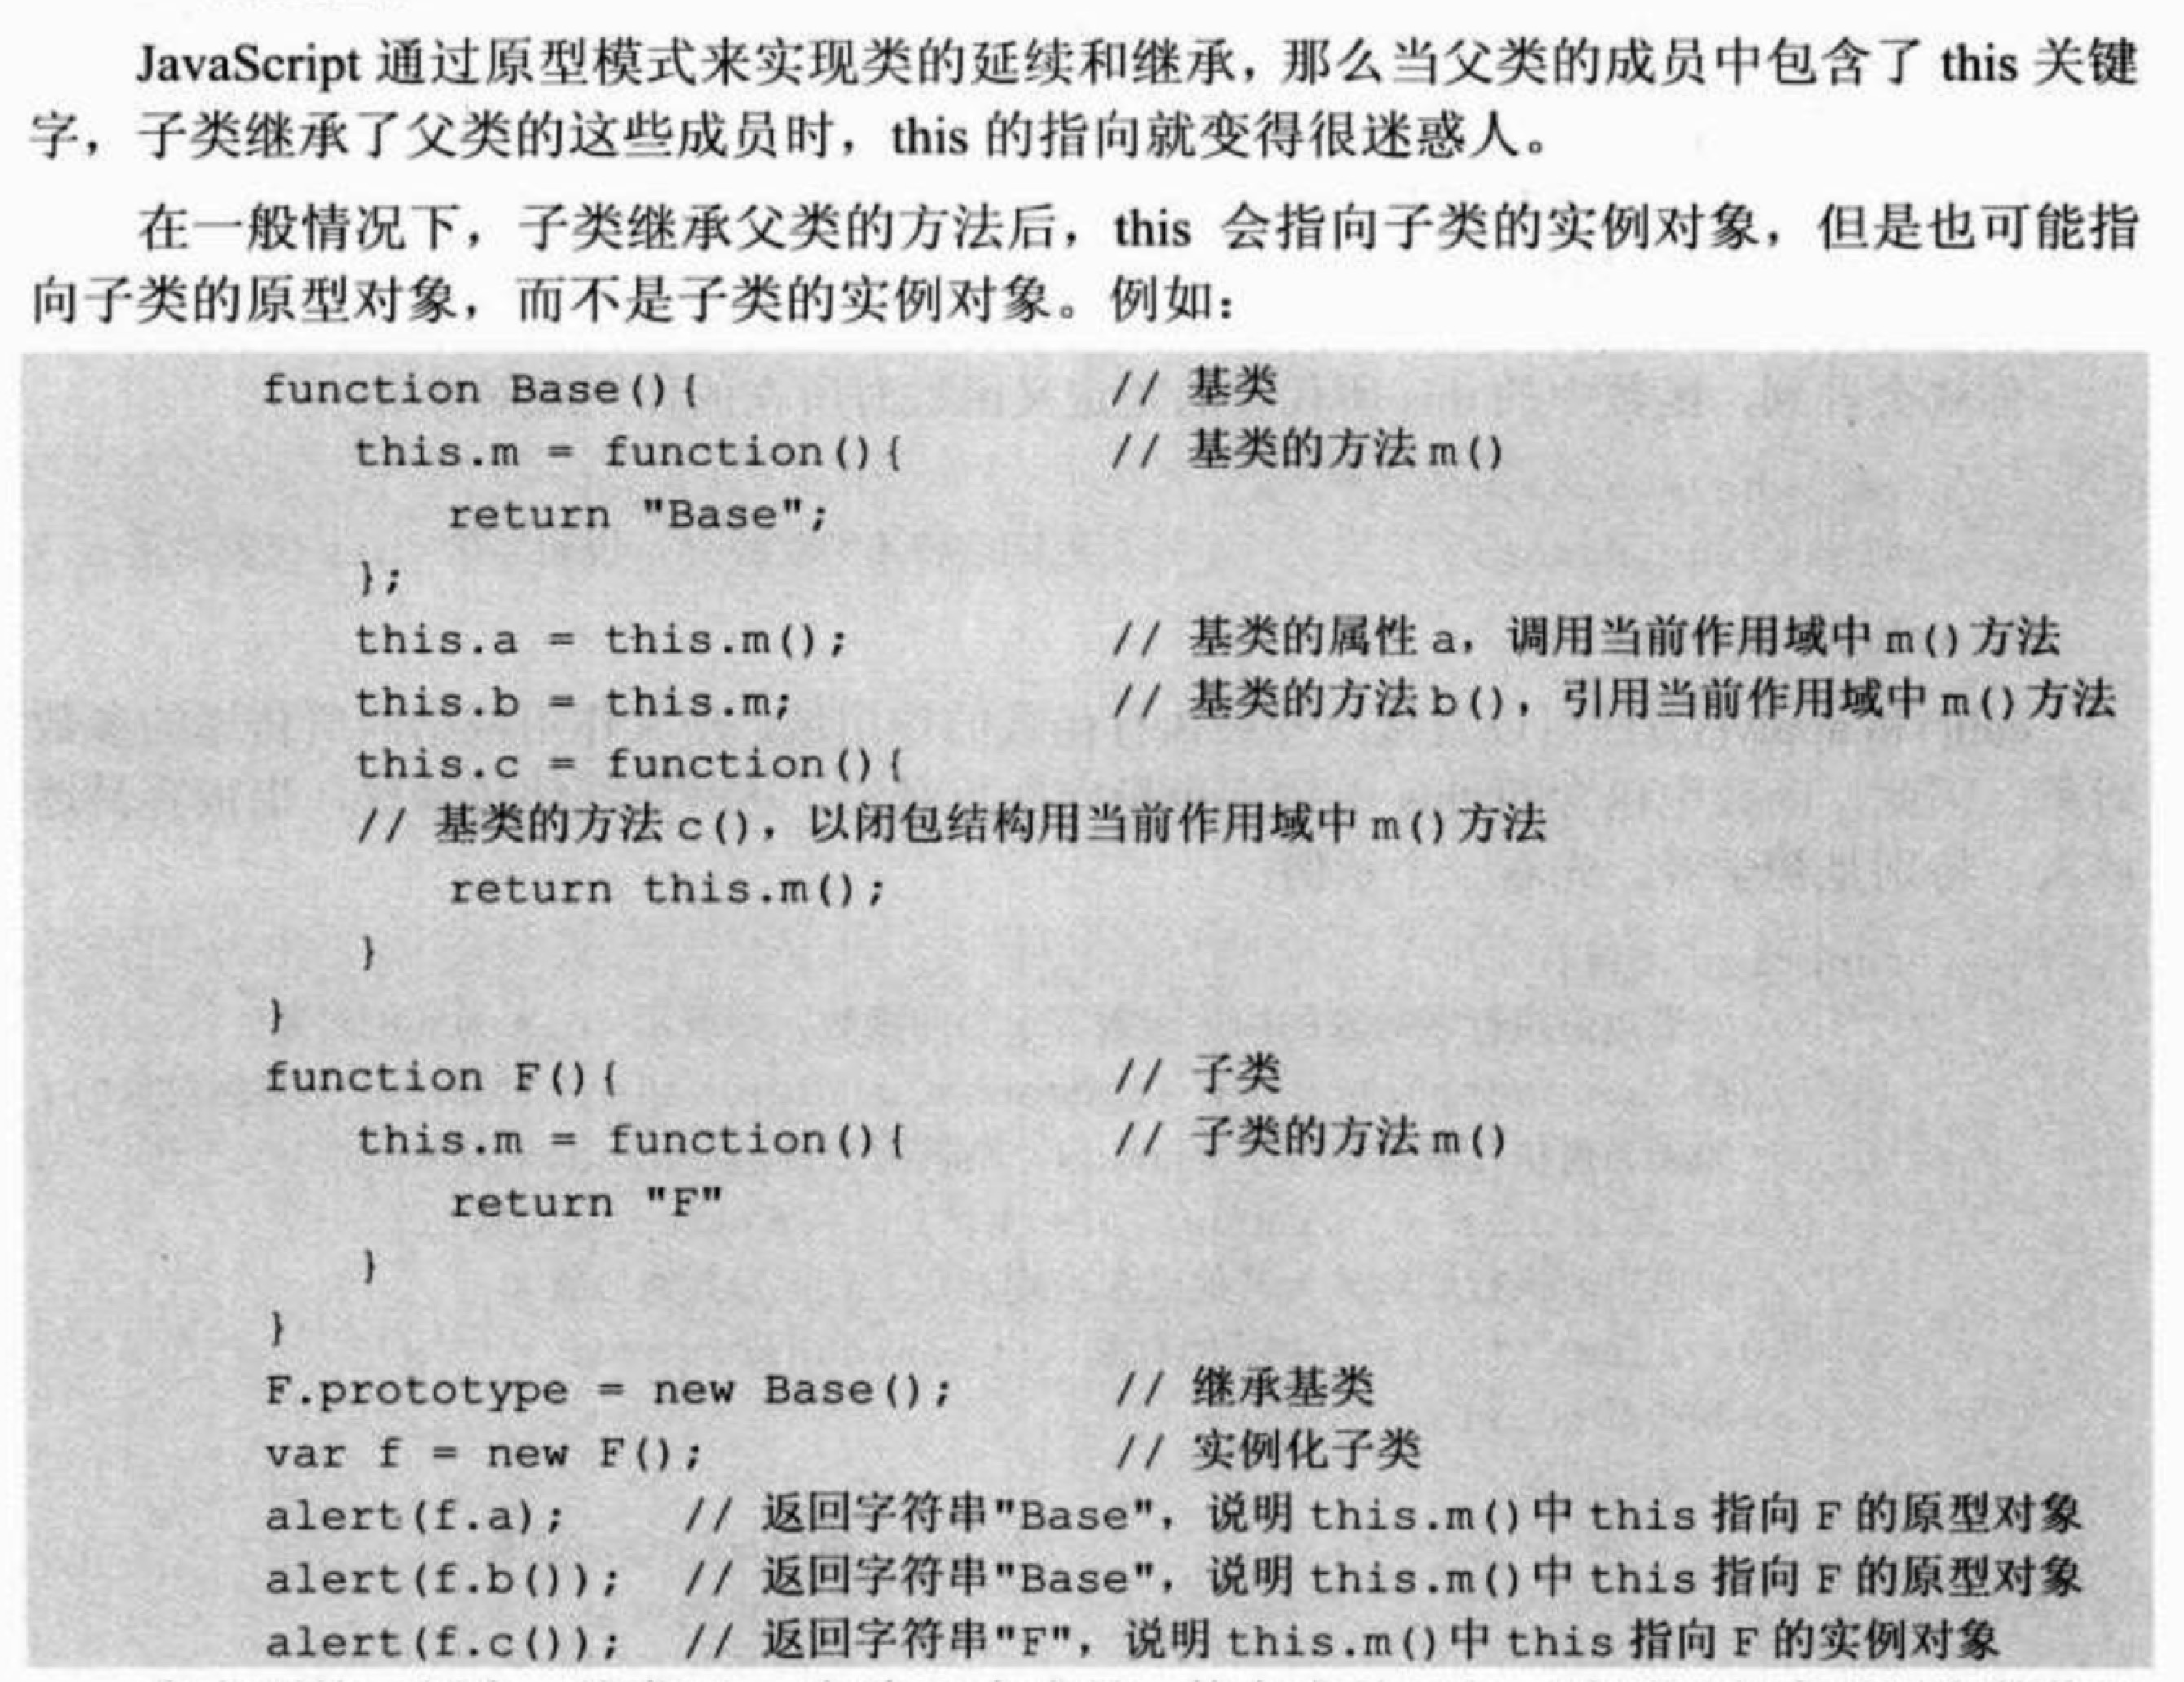 JavaScript 通过原型模式来实现类的延续和继承，那么当父类的成员中包含了 this 关键
字，子类继承了父类的这些成员时，this 的指向就变得很迷惑人。
在一般情况下，子类继承父类的方法后，this 会指向子类的实例对象，但是也可能指
向子类的原型对象，而不是子类的实例对象。例如：
function Base(){ // 基类
this.m = function(){ // 基类的方法 m()
return "Base";
};
this.a = this.m(); // 基类的属性 a，调用当前作用域中 m()方法
this.b = this.m; // 基类的方法 b()，引用当前作用域中 m()方法
this.c = function(){
// 基类的方法 c()，以闭包结构用当前作用域中 m()方法
return this.m();
}
}
function F(){ // 子类
this.m = function(){ // 子类的方法 m()
return "F"
}
}
F.prototype = new Base(); // 继承基类
var f = new F(); // 实例化子类
alert(f.a); // 返回字符串"Base"，说明 this.m()中 this 指向 F 的原型对象
alert(f.b()); // 返回字符串"Base"，说明 this.m()中 this 指向 F 的原型对象
alert(f.c()); // 返回字符串"F"，说明 this.m()中 this 指向 F 的实例对象